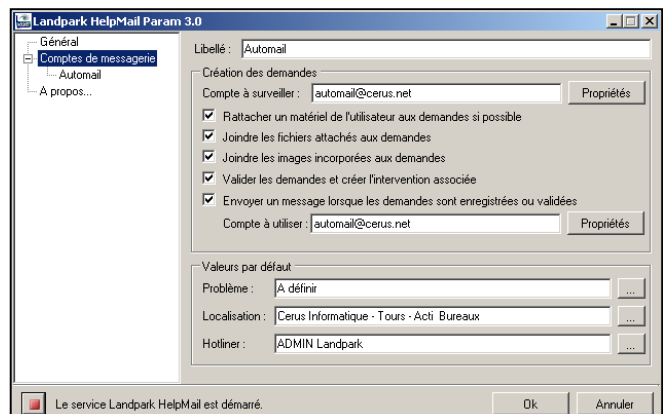 Landpark HelpMail Param 3.0
Général
Comptes de messagerie
Automail
A propos...
Libellé : Automail
Création des demandes
Compte à surveiller : automail@cerus.net Propriétés
Rattacher un matériel de l'utilisateur aux demandes si possible
Joindre les fichiers attachés aux demandes
Joindre les images incorporées aux demandes
Valider les demandes et créer l'intervention associée
Envoyer un message lorsque les demandes sont enregistrées ou validées
Compte à utiliser : automail@cerus.net Propriétés
Valeurs par défaut
Problème : A définir ...
Localisation : Cerus Informatique - Tours - Acti Bureaux ...
Hotliner : ADMIN Landpark ...
Le service Landpark HelpMail est démarré. Ok Annuler